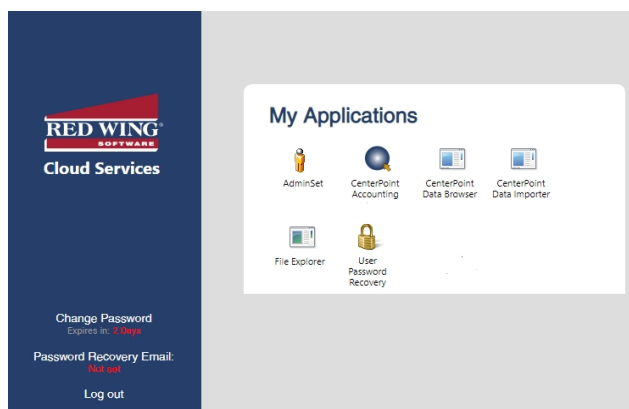 RED WING®
SOFTWARE
Cloud Services
Change Password
Expires in: 2 Days
Password Recovery Email:
Not set
Log out
My Applications
AdminSet
CenterPoint
Accounting
CenterPoint
Data Browser
CenterPoint
Data Importer
File Explorer
User
Password
Recovery